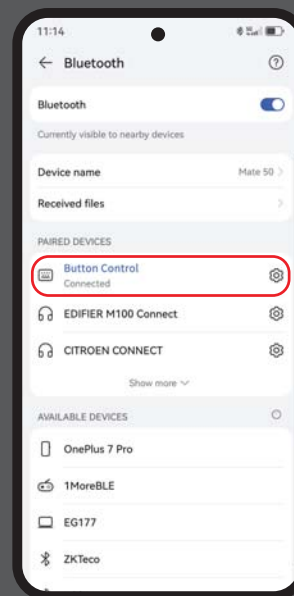 11:14
Bluetooth
Bluetooth
Currently visible to nearby devices
Device name Mate 50
Received files
PAIRED DEVICES
Button Control
Connected
EDIFIER M100 Connect
CITROEN CONNECT
Show more
AVAILABLE DEVICES
OnePlus 7 Pro
1MoreBLE
EG177
ZKTeco